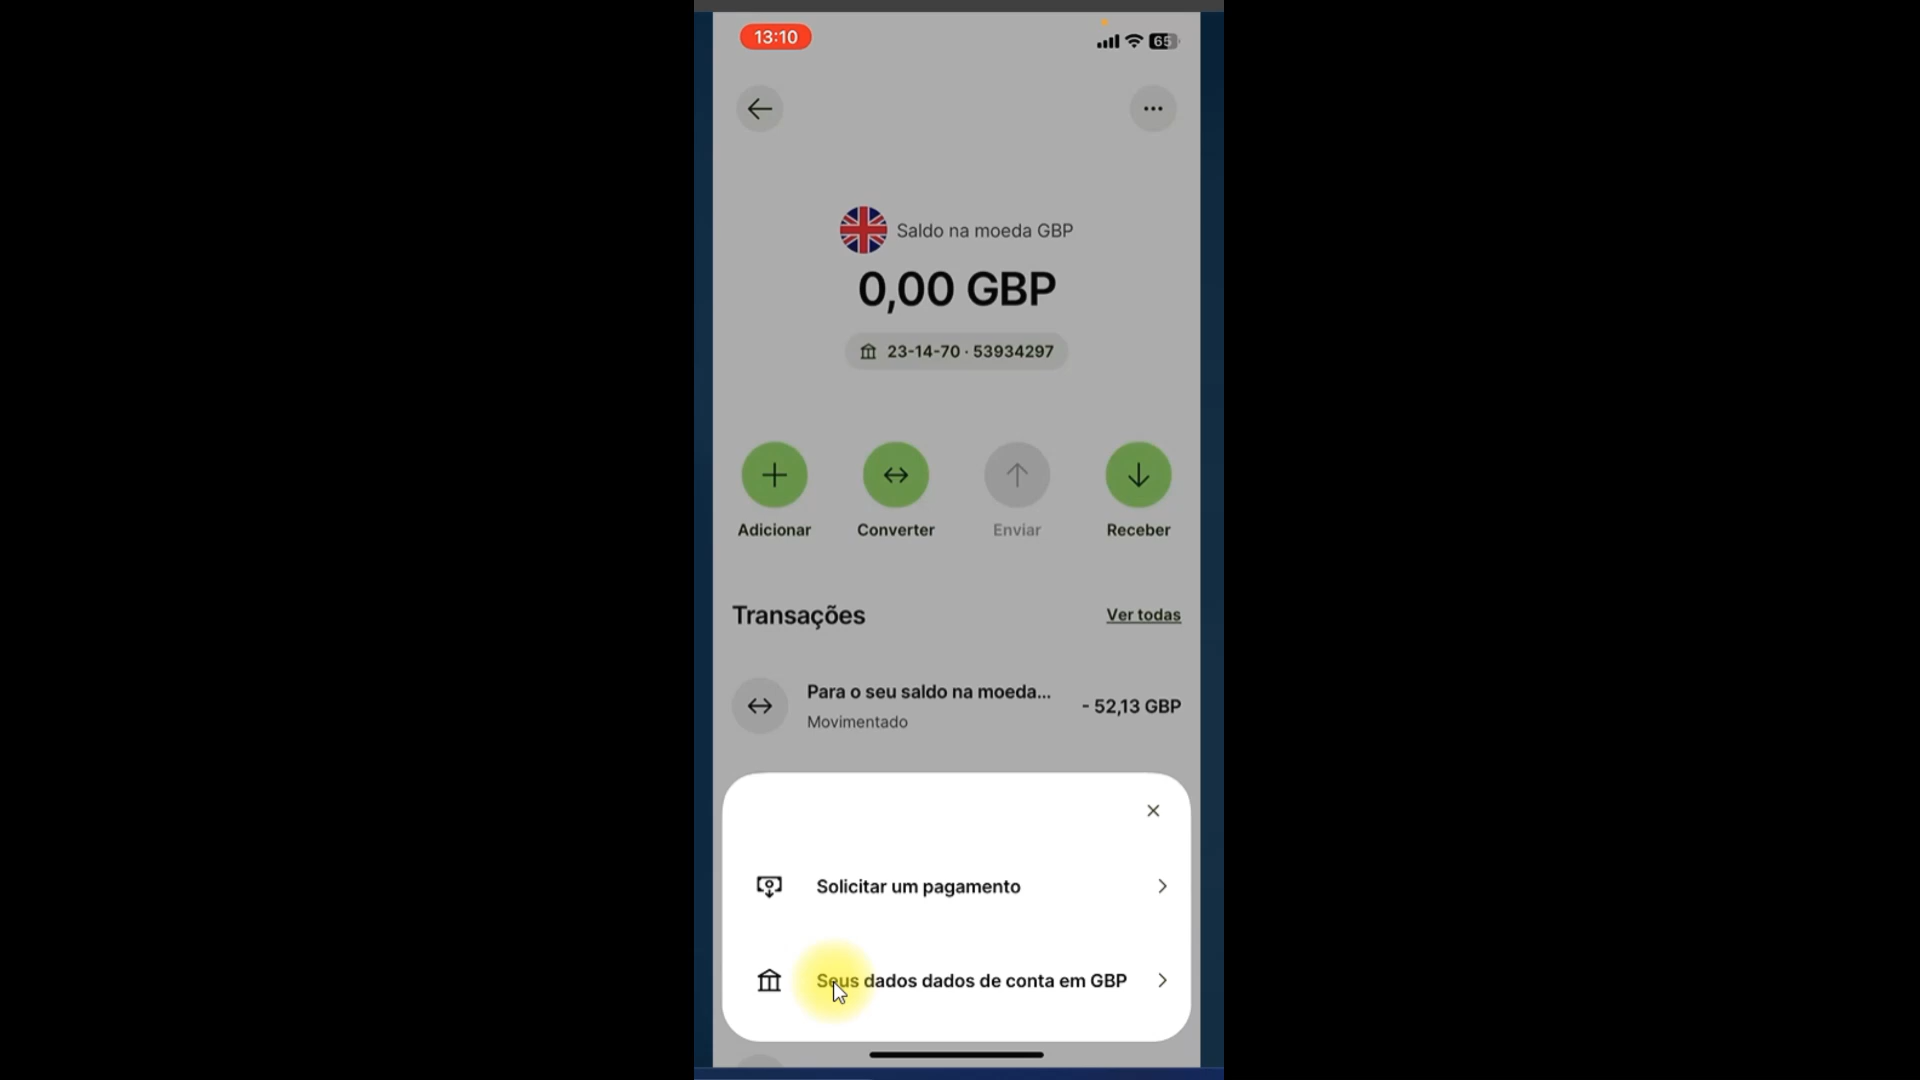 13:10
65
Saldo na moeda GBP
0,00 GBP
23-14-70 · 53934297
Adicionar
Converter
Enviar
Receber
Transações
Ver todas
Para o seu saldo na moeda...
- 52,13 GBP
Movimentado
Solicitar um pagamento
Seus dados dados de conta em GBP